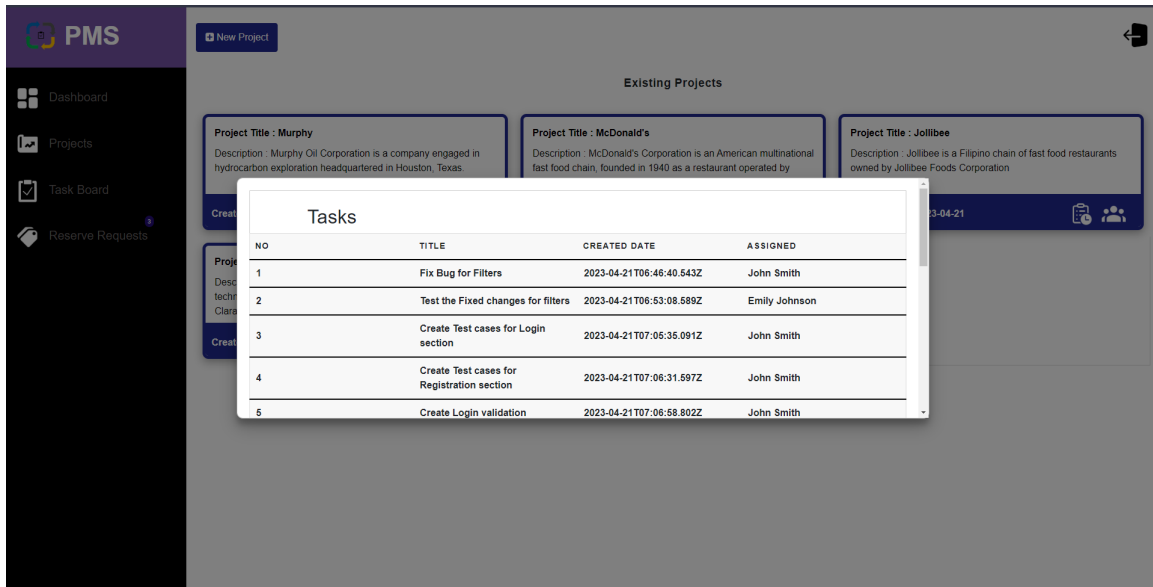 PMS
New Project
Dashboard
Projects
Task Board
Reserve Requests
3
Existing Projects
Project Title : Murphy
Description : Murphy Oil Corporation is a company engaged in
hydrocarbon exploration headquartered in Houston, Texas.
Project Title : McDonald's
Description : McDonald's Corporation is an American multinational
fast food chain, founded in 1940 as a restaurant operated by
Project Title : Jollibee
Description : Jollibee is a Filipino chain of fast food restaurants
owned by Jollibee Foods Corporation
Creat
23-04-21
Proje
Desc
techn
Clara
Creat
Tasks
NO TITLE CREATED DATE ASSIGNED
1 Fix Bug for Filters 2023-04-21T06:46:40.543Z John Smith
2 Test the Fixed changes for filters 2023-04-21T06:53:08.589Z Emily Johnson
3 Create Test cases for Login
section 2023-04-21T07:05:35.091Z John Smith
4 Create Test cases for
Registration section 2023-04-21T07:06:31.597Z John Smith
5 Create Login validation 2023-04-21T07:06:58.802Z John Smith